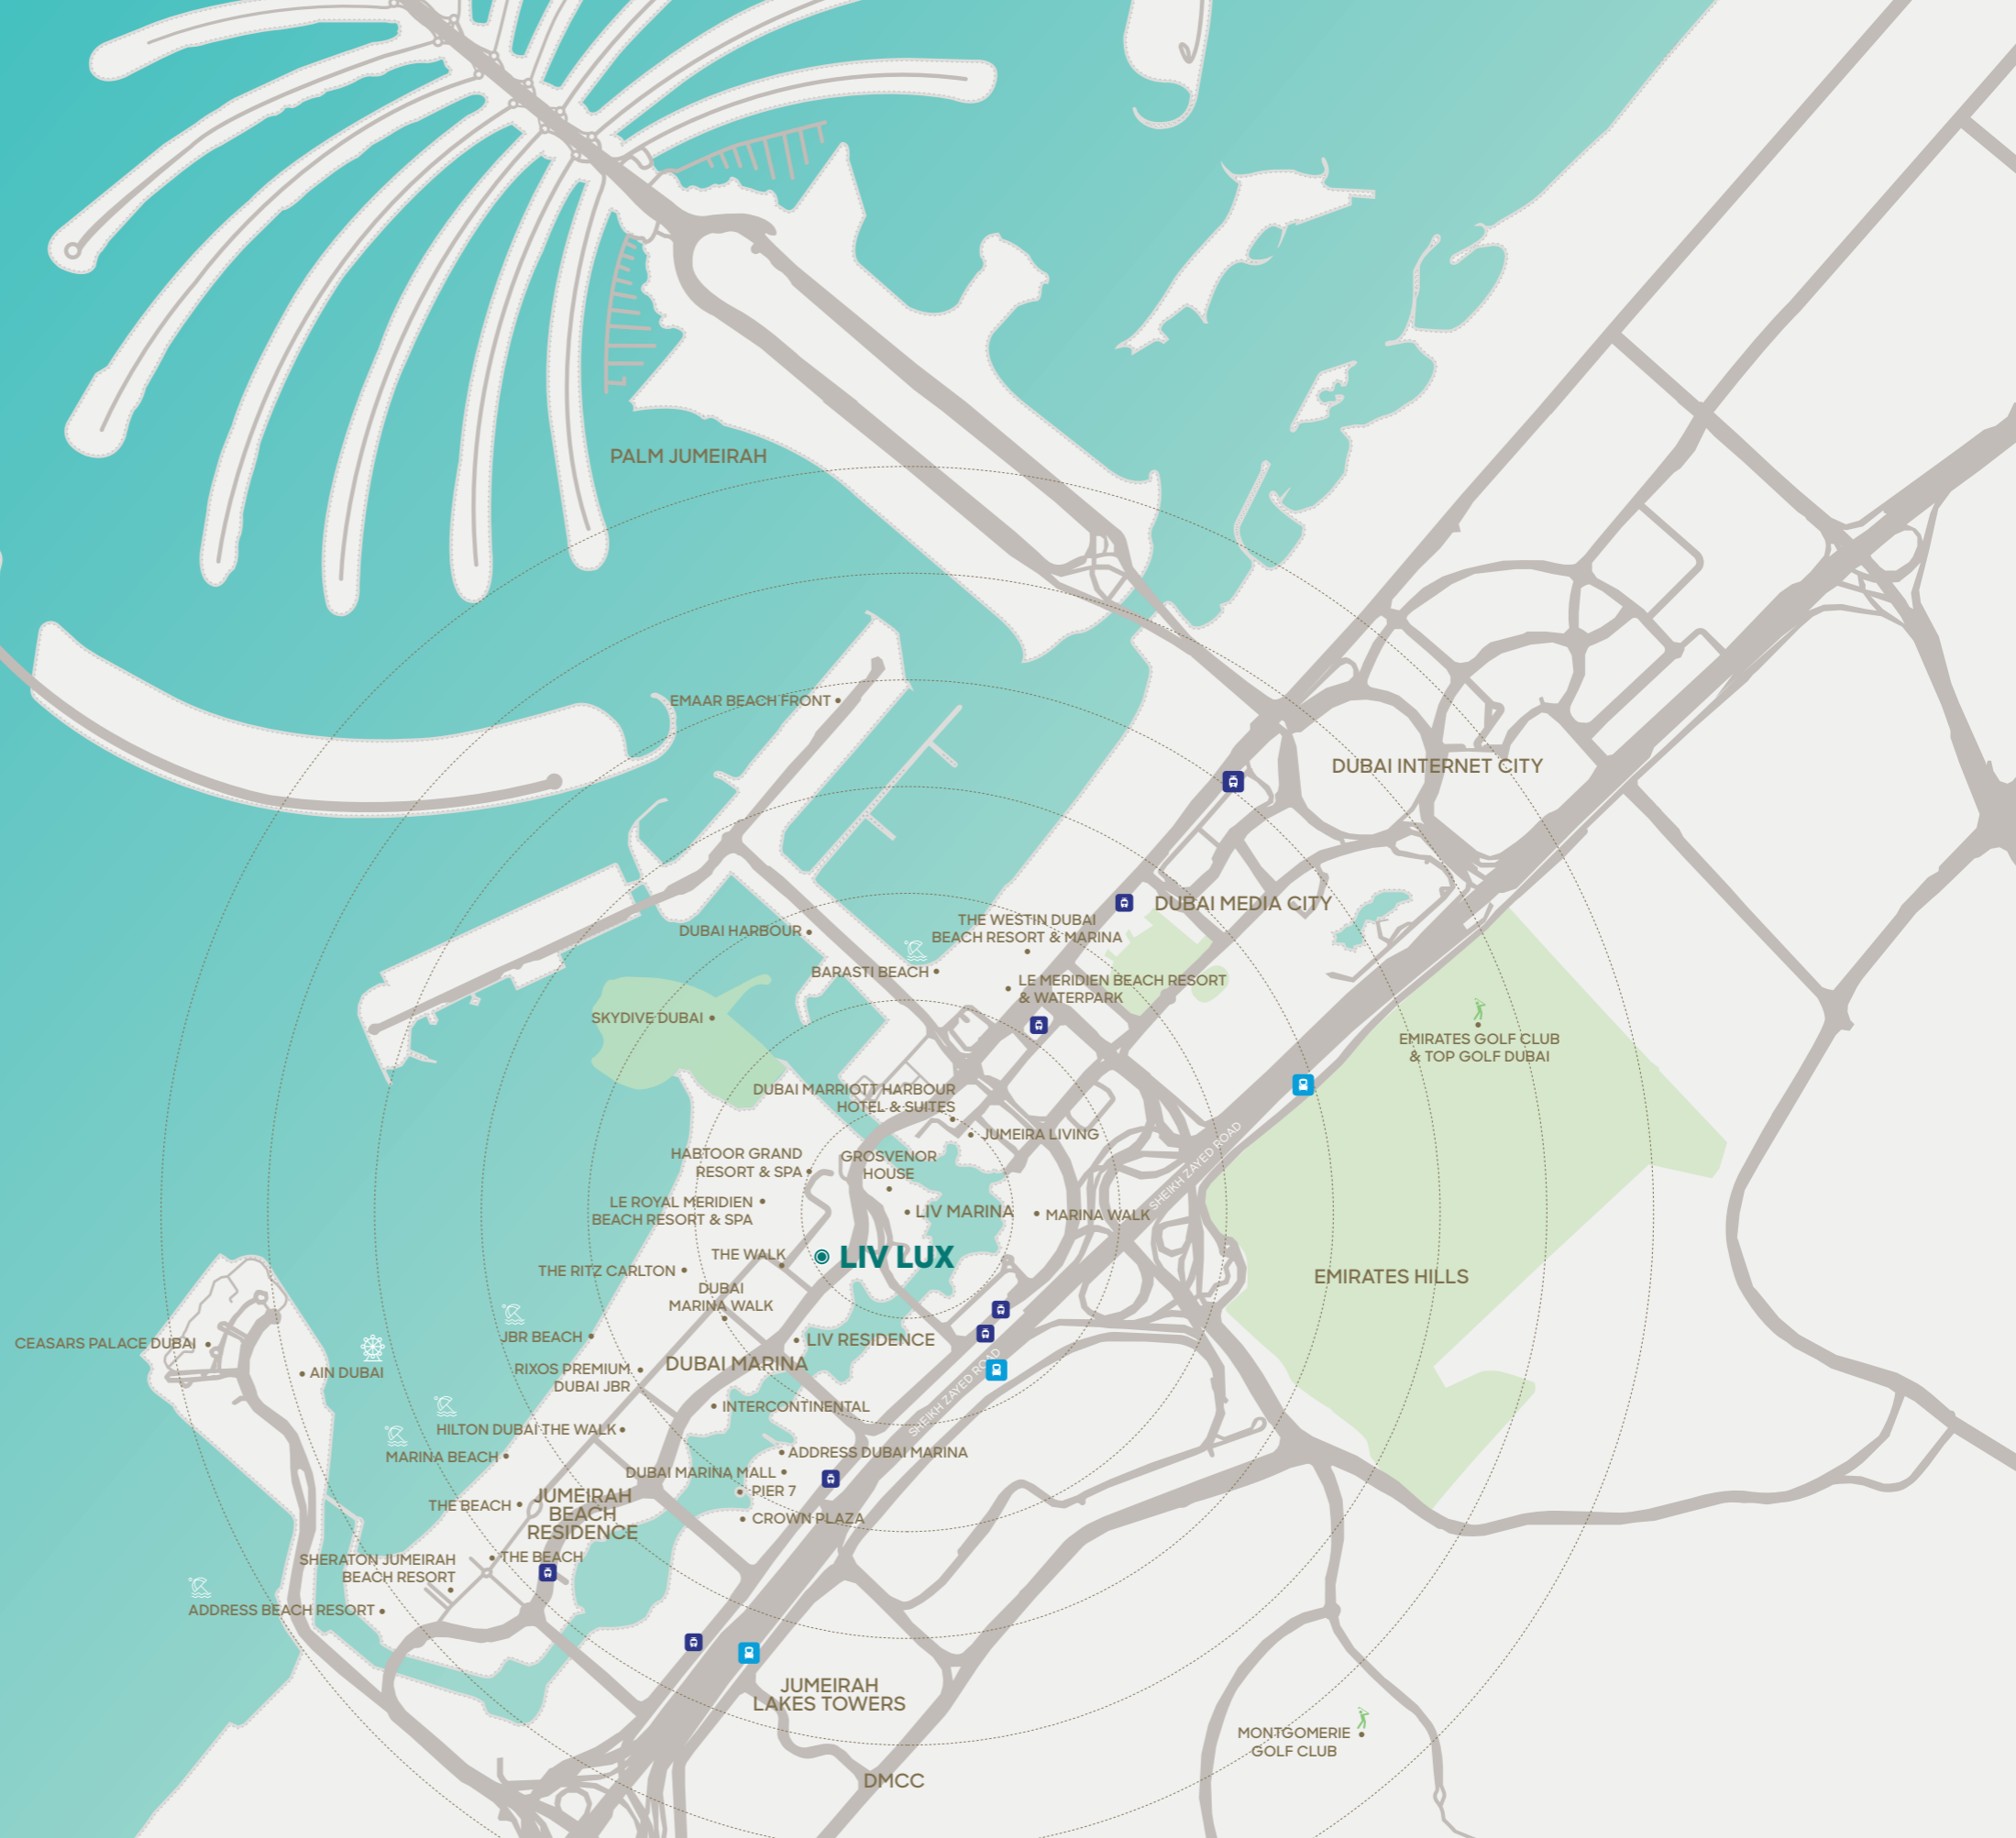 PALM JUMEIRAH
EMAAR BEACH FRONT
DUBAI INTERNET CITY
DUBAI MEDIA CITY
THE WESTIN DUBAI
BEACH RESORT & MARINA
DUBAI HARBOUR
BARASTI BEACH
LE MERIDIEN BEACH RESORT
& WATERPARK
SKYDIVE DUBAI
EMIRATES GOLF CLUB
& TOP GOLF DUBAI
DUBAI MARRIOTT HARBOUR
HOTEL & SUITES
JUMEIRA LIVING
SHEIKH ZAYED ROAD
HABTOOR GRAND
RESORT & SPA
GROSVENOR
HOUSE
LE ROYAL MERIDIEN
BEACH RESORT & SPA
LIV MARINA
MARINA WALK
THE WALK
LIV LUX
THE RITZ CARLTON
EMIRATES HILLS
DUBAI
MARINA WALK
JBR BEACH
LIV RESIDENCE
CEASARS PALACE DUBAI
AIN DUBAI
RIXOS PREMIUM
DUBAI JBR
DUBAI MARINA
SHEIKH ZAYED ROAD
INTERCONTINENTAL
HILTON DUBAI THE WALK
MARINA BEACH
ADDRESS DUBAI MARINA
DUBAI MARINA MALL
PIER 7
THE BEACH
JUMEIRAH
BEACH
RESIDENCE
CROWN PLAZA
SHERATON JUMEIRAH
BEACH RESORT
THE BEACH
ADDRESS BEACH RESORT
JUMEIRAH
LAKES TOWERS
MONTGOMERIE
GOLF CLUB
DMCC